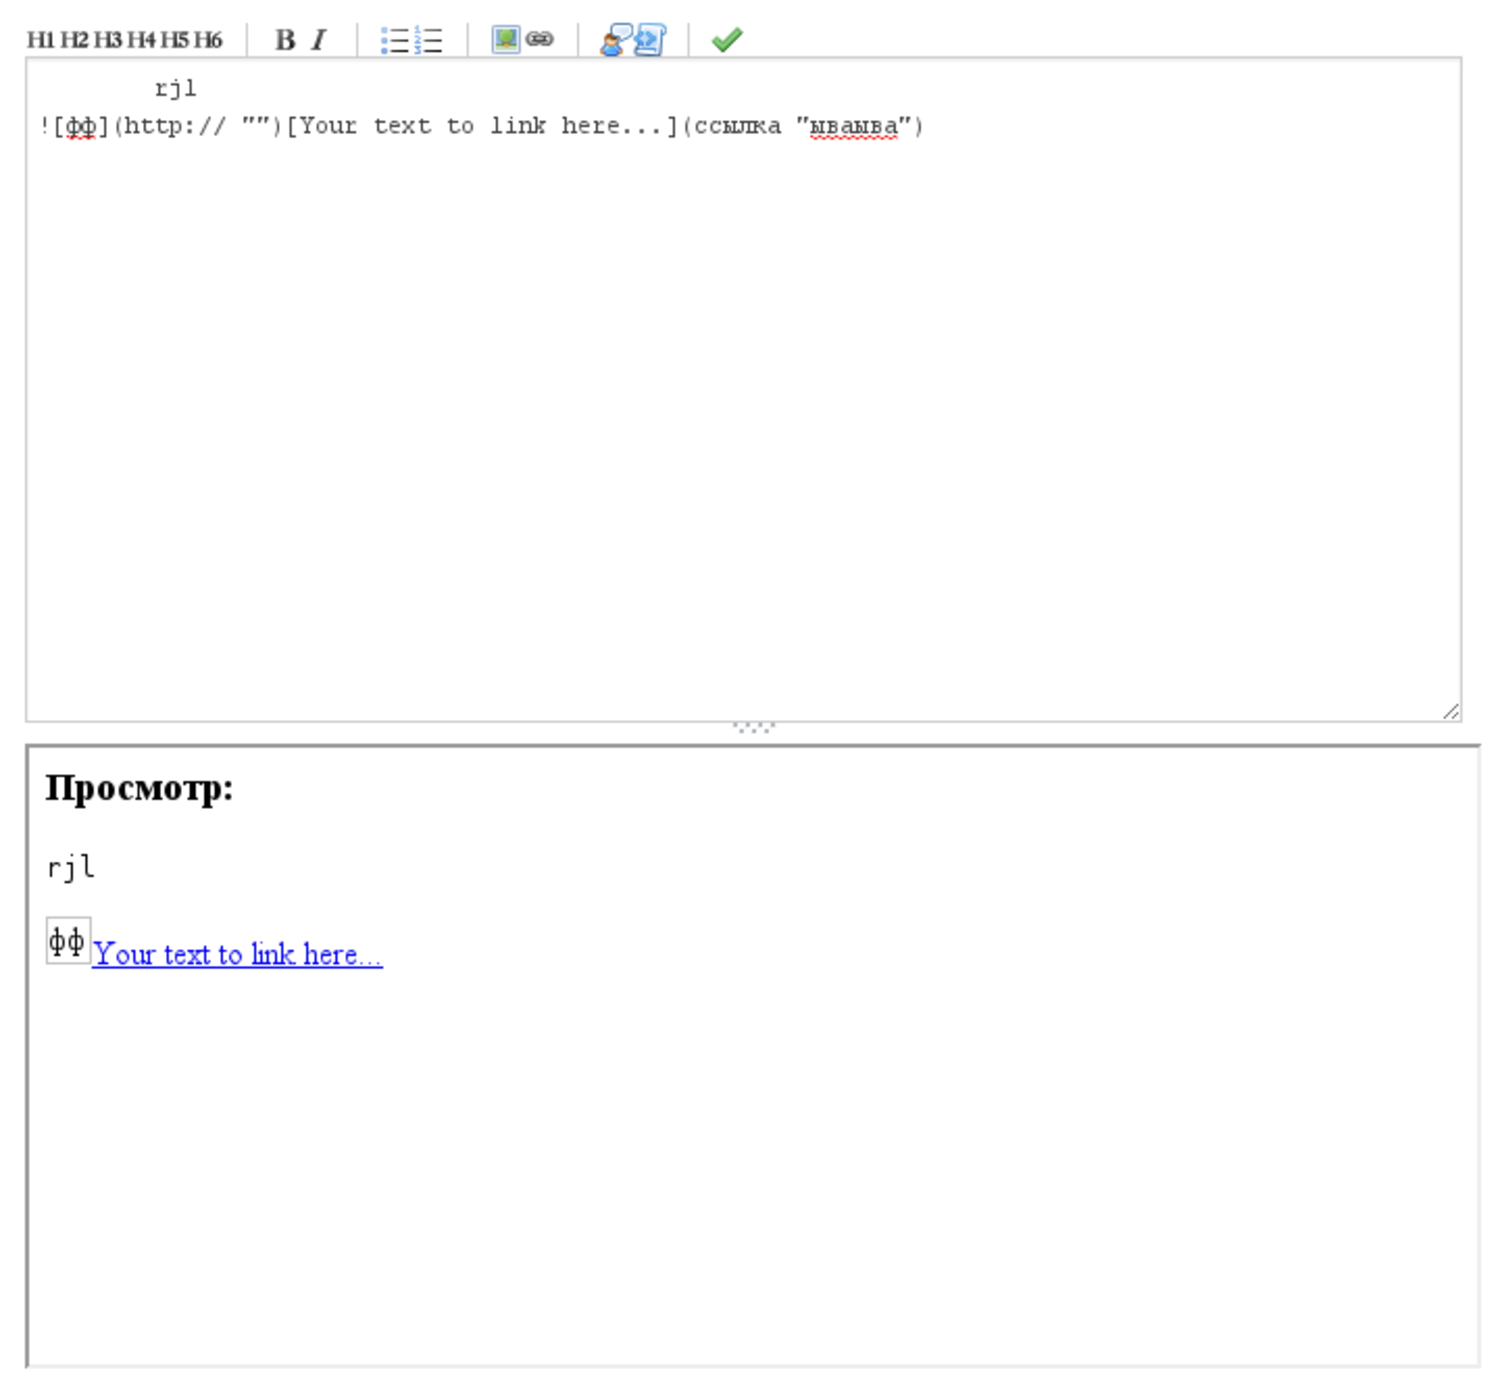 H1 H2 H3 H4 H5 H6 B I
rjl
![фф](http:// "")[Your text to link here...](ссылка "ываыва")
Просмотр:
rjl
фф Your text to link here...